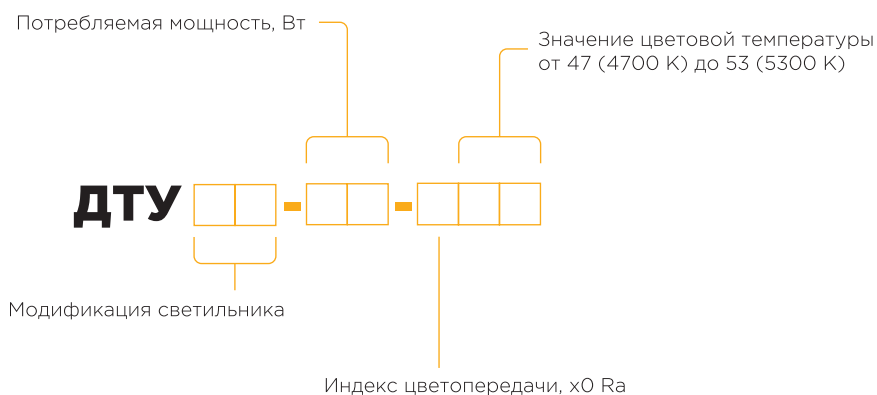 Потребляемая мощность, Вт
Значение цветовой температуры
от 47 (4700 К) до 53 (5300 К)
ДТУ - -
Модификация светильника
Индекс цветопередачи, х0 Ra